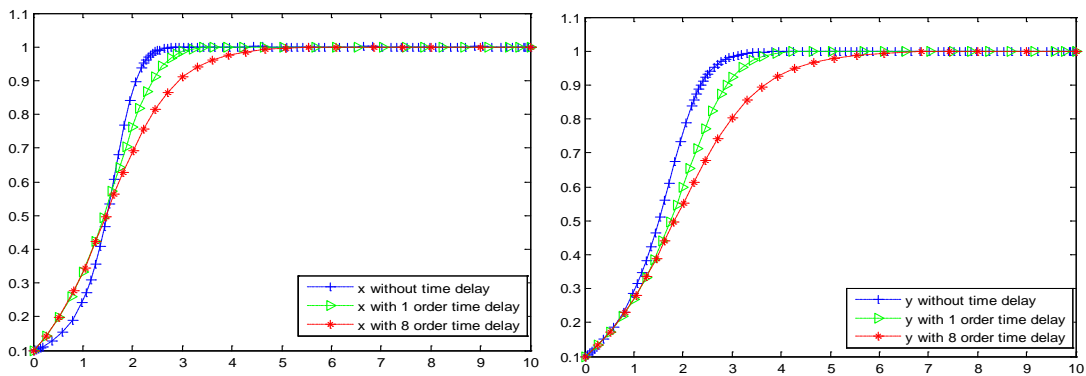 1.1
1
0.9
0.8
0.7
0.6
0.5
0.4
0.3
0.2
0.1
0 1 2 3 4 5 6 7 8 9 10
x without time delay
x with 1 order time delay
x with 8 order time delay
1.1
1
0.9
0.8
0.7
0.6
0.5
0.4
0.3
0.2
0.1
0 1 2 3 4 5 6 7 8 9 10
y without time delay
y with 1 order time delay
y with 8 order time delay